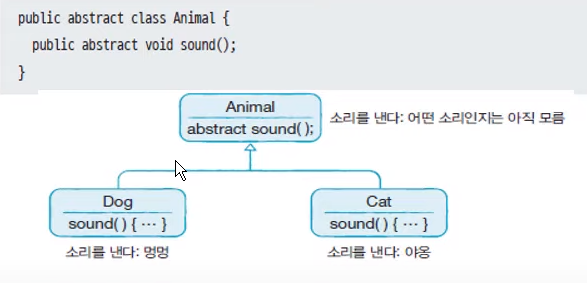 public abstract class Animal {
public abstract void sound();
}
Animal
abstract sound( );
소리를 낸다: 어떤 소리인지는 아직 모름
Dog
sound( ) { ··· }
소리를 낸다: 멍멍
Cat
sound( ) { ··· }
소리를 낸다: 야옹